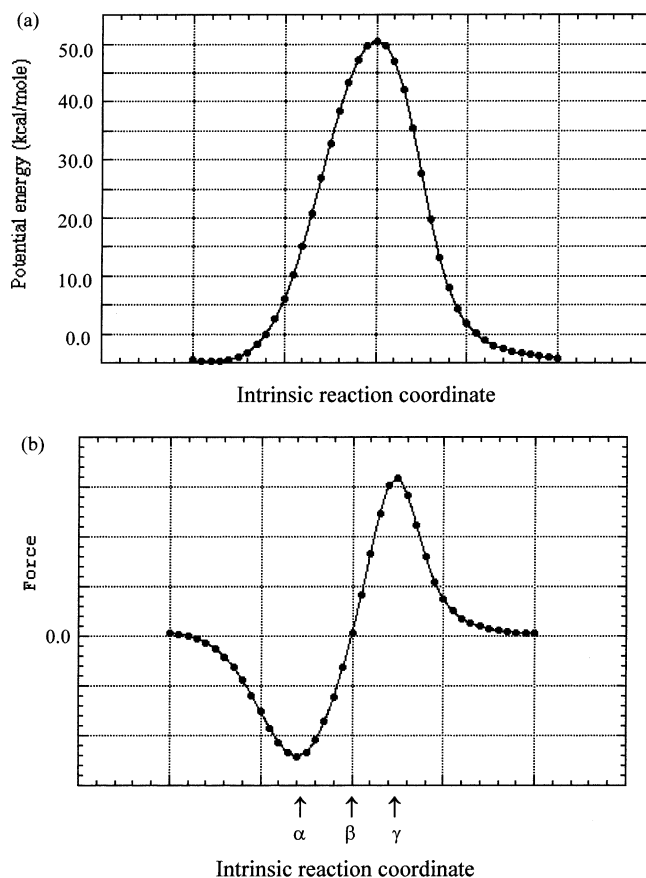 (a)
50.0
40.0
30.0
20.0
10.0
0.0
Potential energy (kcal/mole)
Intrinsic reaction coordinate
(b)
Force
0.0
↑ ↑ ↑
α β γ
Intrinsic reaction coordinate